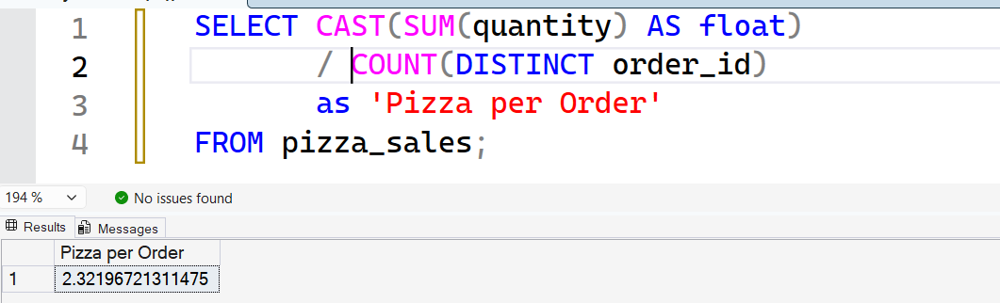 1 SELECT CAST(SUM(quantity) AS float)
2 / COUNT(DISTINCT order_id)
3 as 'Pizza per Order'
4 FROM pizza_sales;
194 % No issues found
Results Messages
Pizza per Order
1 2.32196721311475